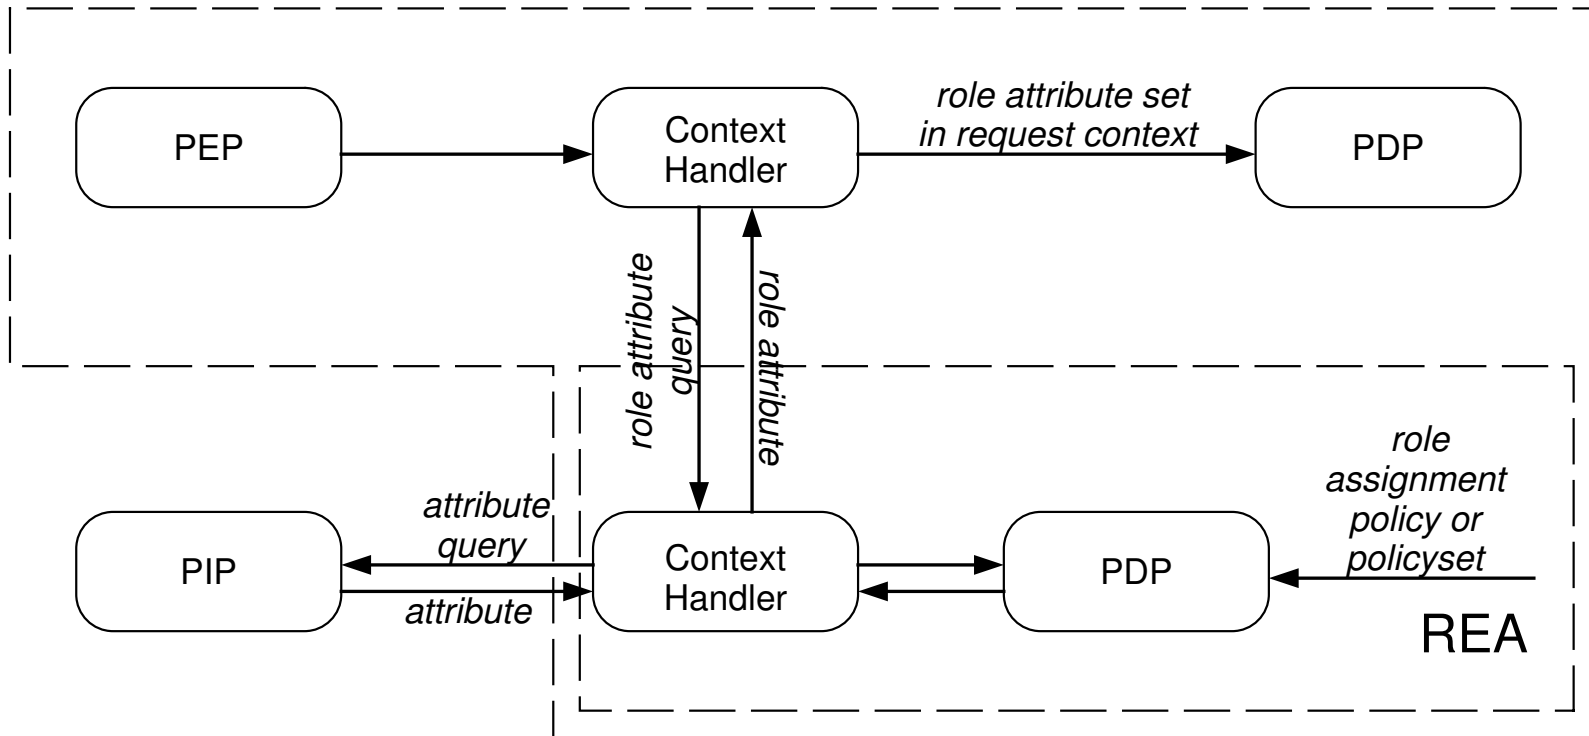 PEP
Context
Handler
role attribute set
in request context
PDP
role attribute
query
role attribute
attribute
query
attribute
PIP
Context
Handler
PDP
role
assignment
policy or
policyset
REA